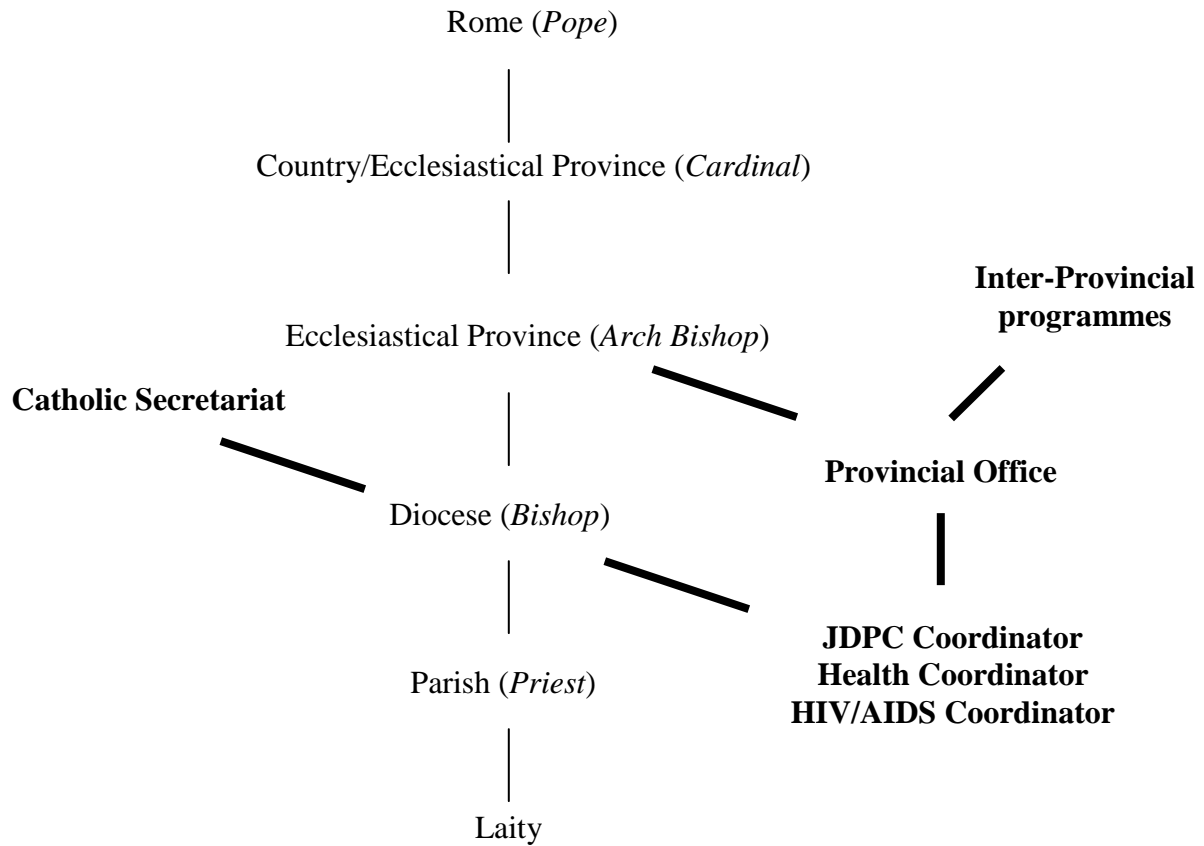 Rome (Pope)
Country/Ecclesiastical Province (Cardinal)
Inter-Provincial
programmes
Ecclesiastical Province (Arch Bishop)
Catholic Secretariat
Provincial Office
Diocese (Bishop)
JDPC Coordinator
Health Coordinator
HIV/AIDS Coordinator
Parish (Priest)
Laity